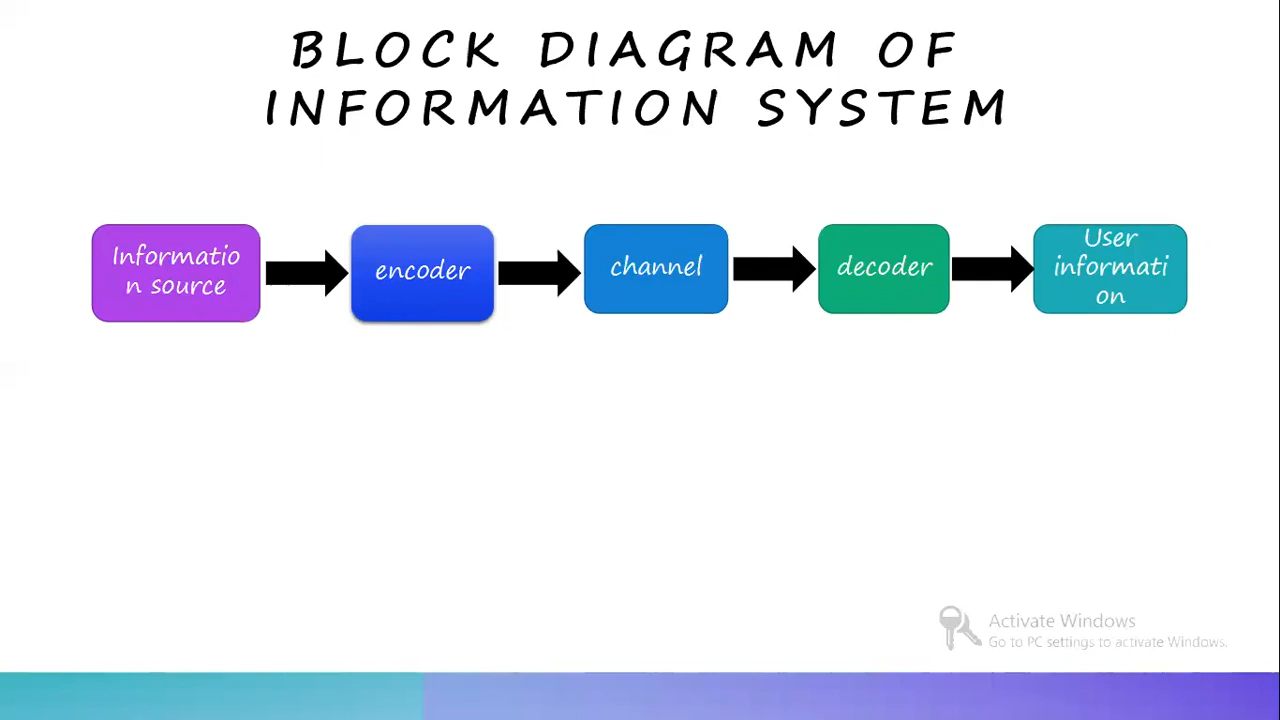 BLOCK DIAGRAM OF
INFORMATION SYSTEM
Informatio
n source
encoder
channel
decoder
User
informati
on
Activate Windows
Go to PC settings to activate Windows.